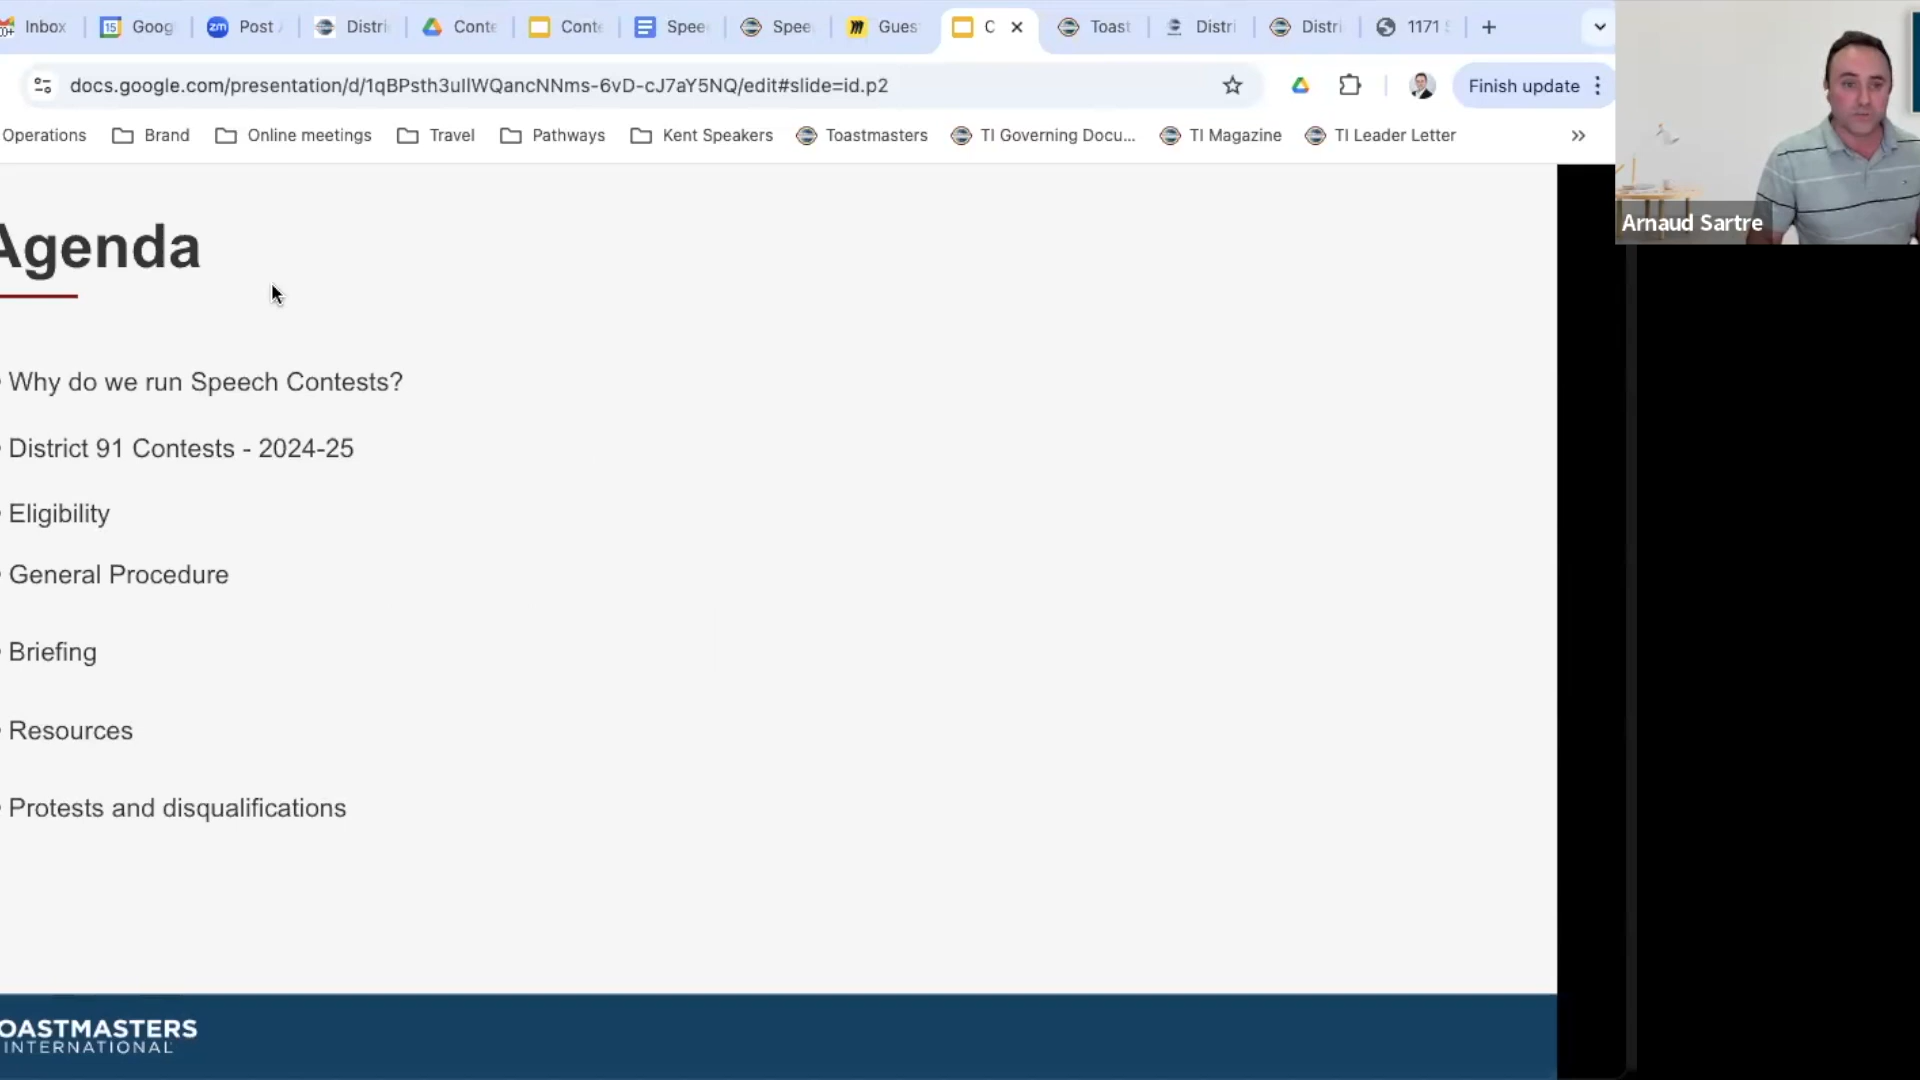 Inbox
Goog
Post
Distri
Conte
Conte
Spee
Spee
Gues
C
Toast
Distri
Distri
1171
docs.google.com/presentation/d/1qBPsth3uIlWQancNNms-6vD-cJ7aY5NQ/edit#slide=id.p2
Finish update
Operations
Brand
Online meetings
Travel
Pathways
Kent Speakers
Toastmasters
TI Governing Docu...
TI Magazine
TI Leader Letter
Arnaud Sartre
Agenda
Why do we run Speech Contests?
District 91 Contests - 2024-25
Eligibility
General Procedure
Briefing
Resources
Protests and disqualifications
OASTMASTERS
INTERNATIONAL